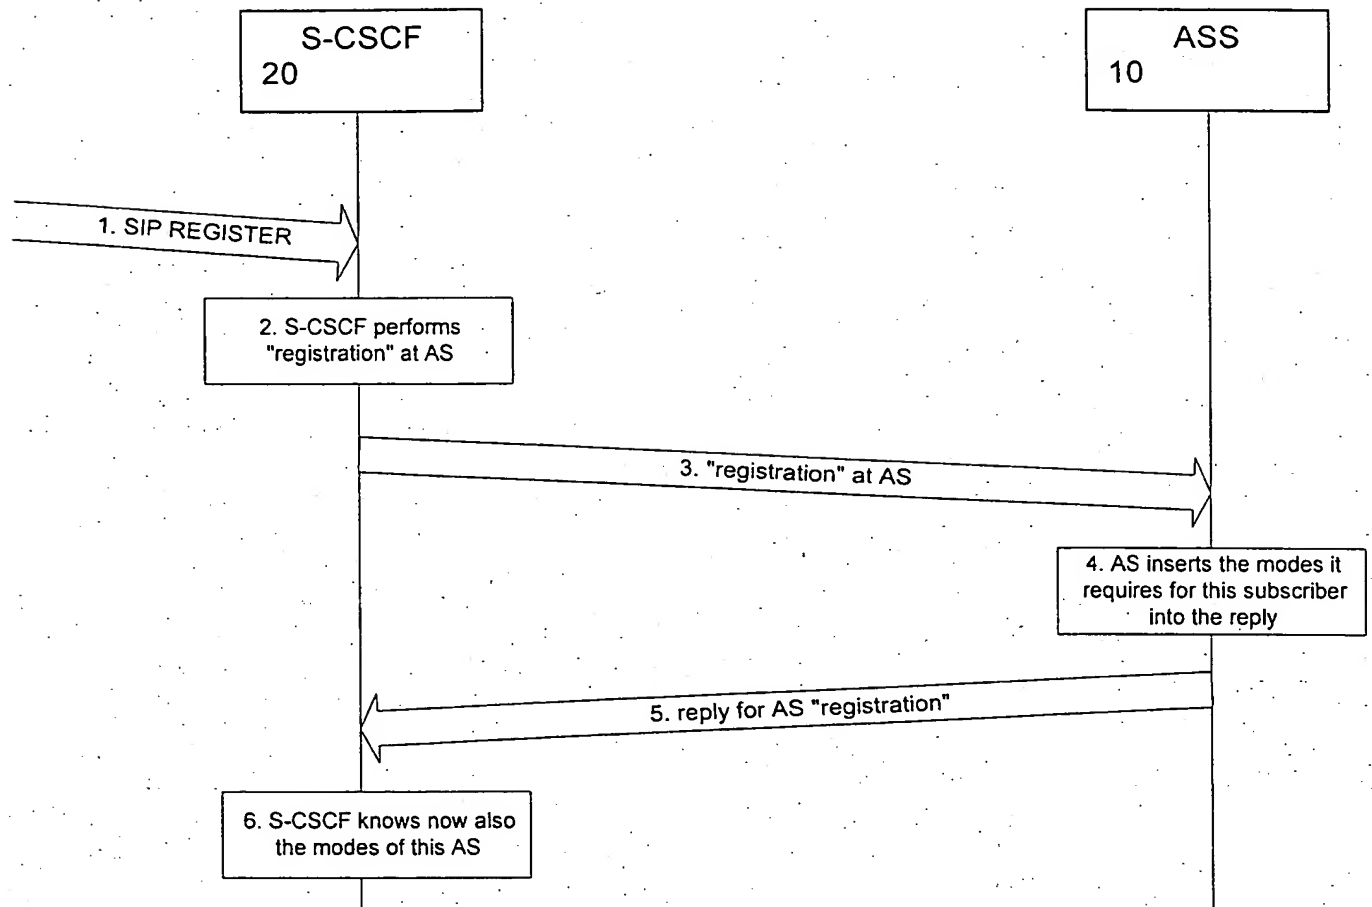 S-CSCF
20
ASS
10
1. SIP REGISTER
2. S-CSCF performs
"registration" at AS
3. "registration" at AS
4. AS inserts the modes it
requires for this subscriber
into the reply
5. reply for AS "registration"
6. S-CSCF knows now also
the modes of this AS